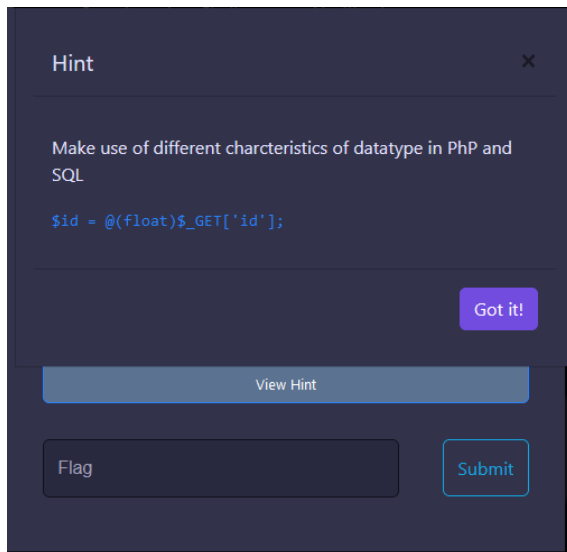 Hint
×
Make use of different charcteristics of datatype in PhP and
SQL
$id = @(float)$_GET['id'];
Got it!
View Hint
Flag
Submit